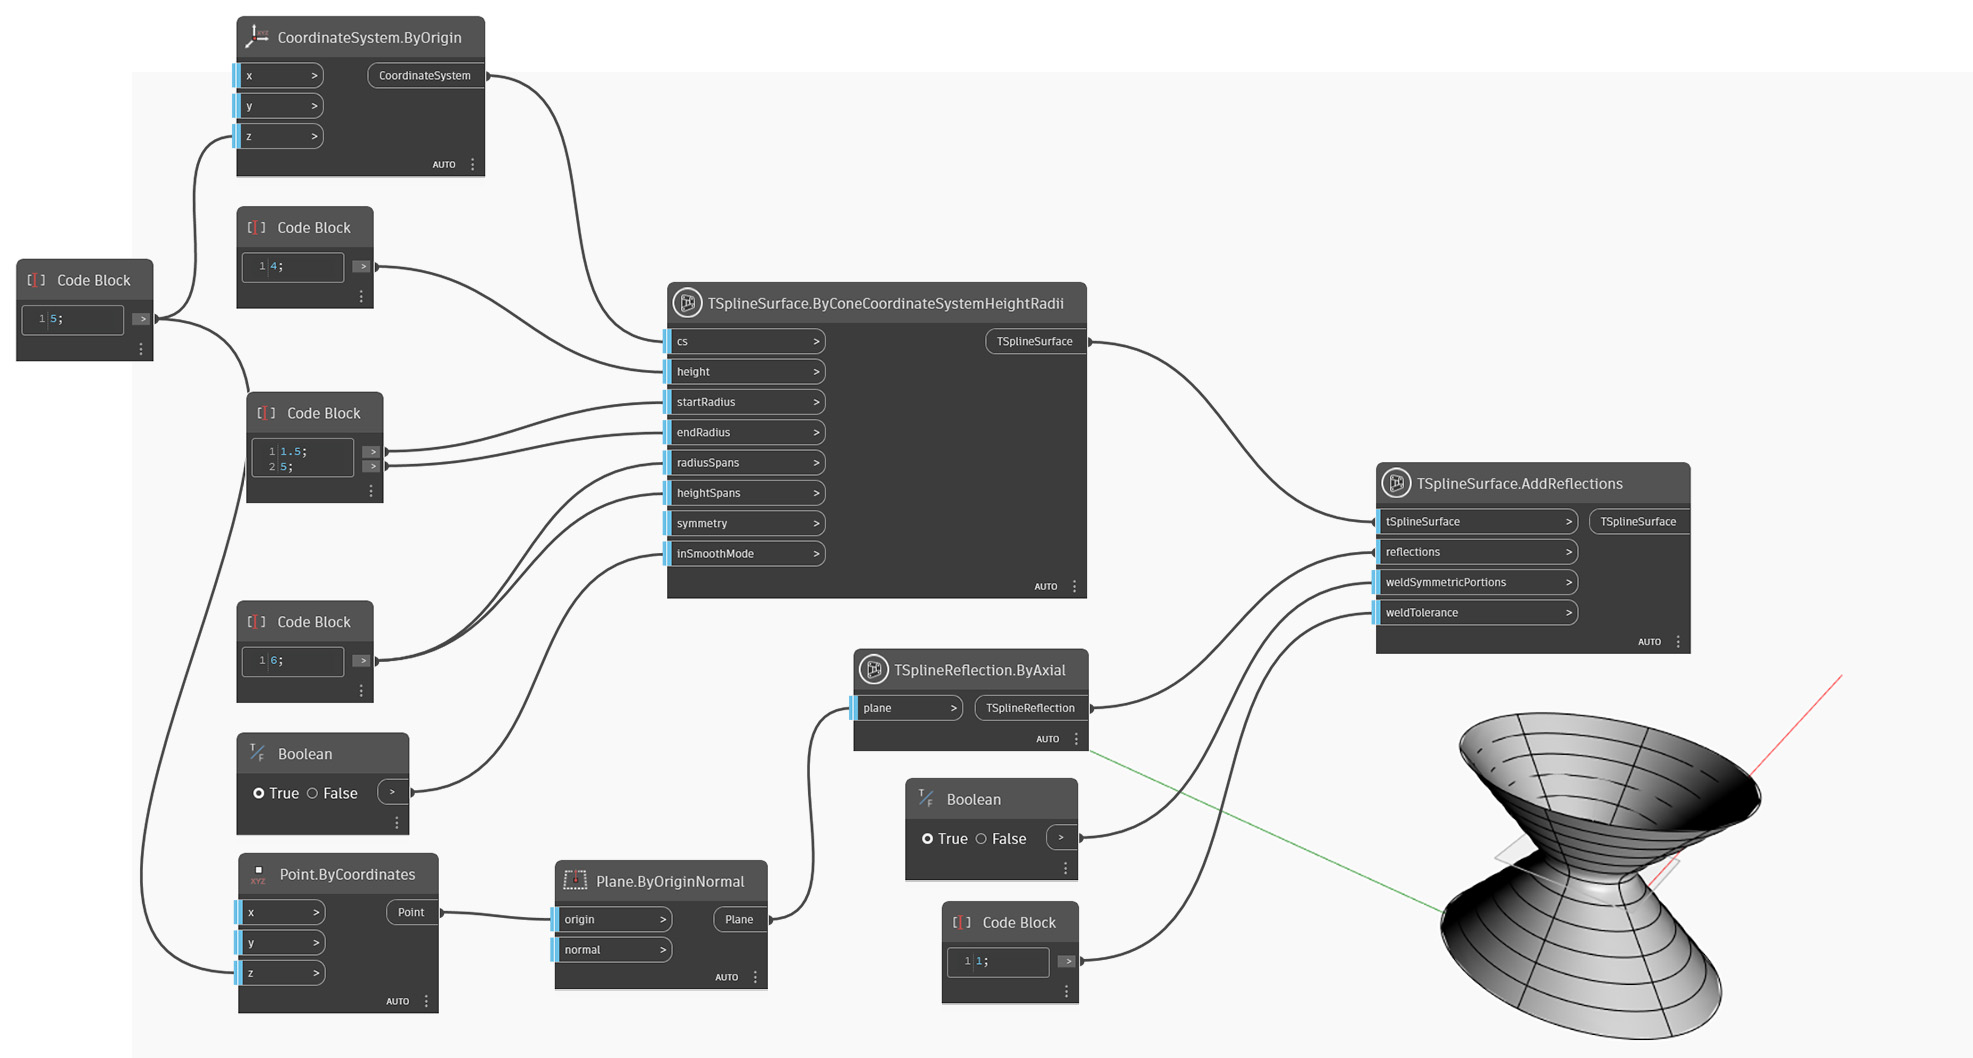 CoordinateSystem.ByOrigin
x >
CoordinateSystem
y >
z >
AUTO
Code Block
1 4;
>
Code Block
1 5;
>
Code Block
1 1.5; >
2 5; >
Code Block
1 6;
>
Boolean
True False >
Point.ByCoordinates
x >
Point
y >
z >
AUTO
Plane.ByOriginNormal
origin >
Plane
normal >
AUTO
TSplineSurface.ByConeCoordinateSystemHeightRadii
cs >
TSplineSurface
height >
startRadius >
endRadius >
radiusSpans >
heightSpans >
symmetry >
inSmoothMode >
AUTO
TSplineReflection.ByAxial
plane >
TSplineReflection
AUTO
Boolean
True False >
Code Block
1 1;
>
TSplineSurface.AddReflections
tSplineSurface >
TSplineSurface
reflections >
weldSymmetricPortions >
weldTolerance >
AUTO